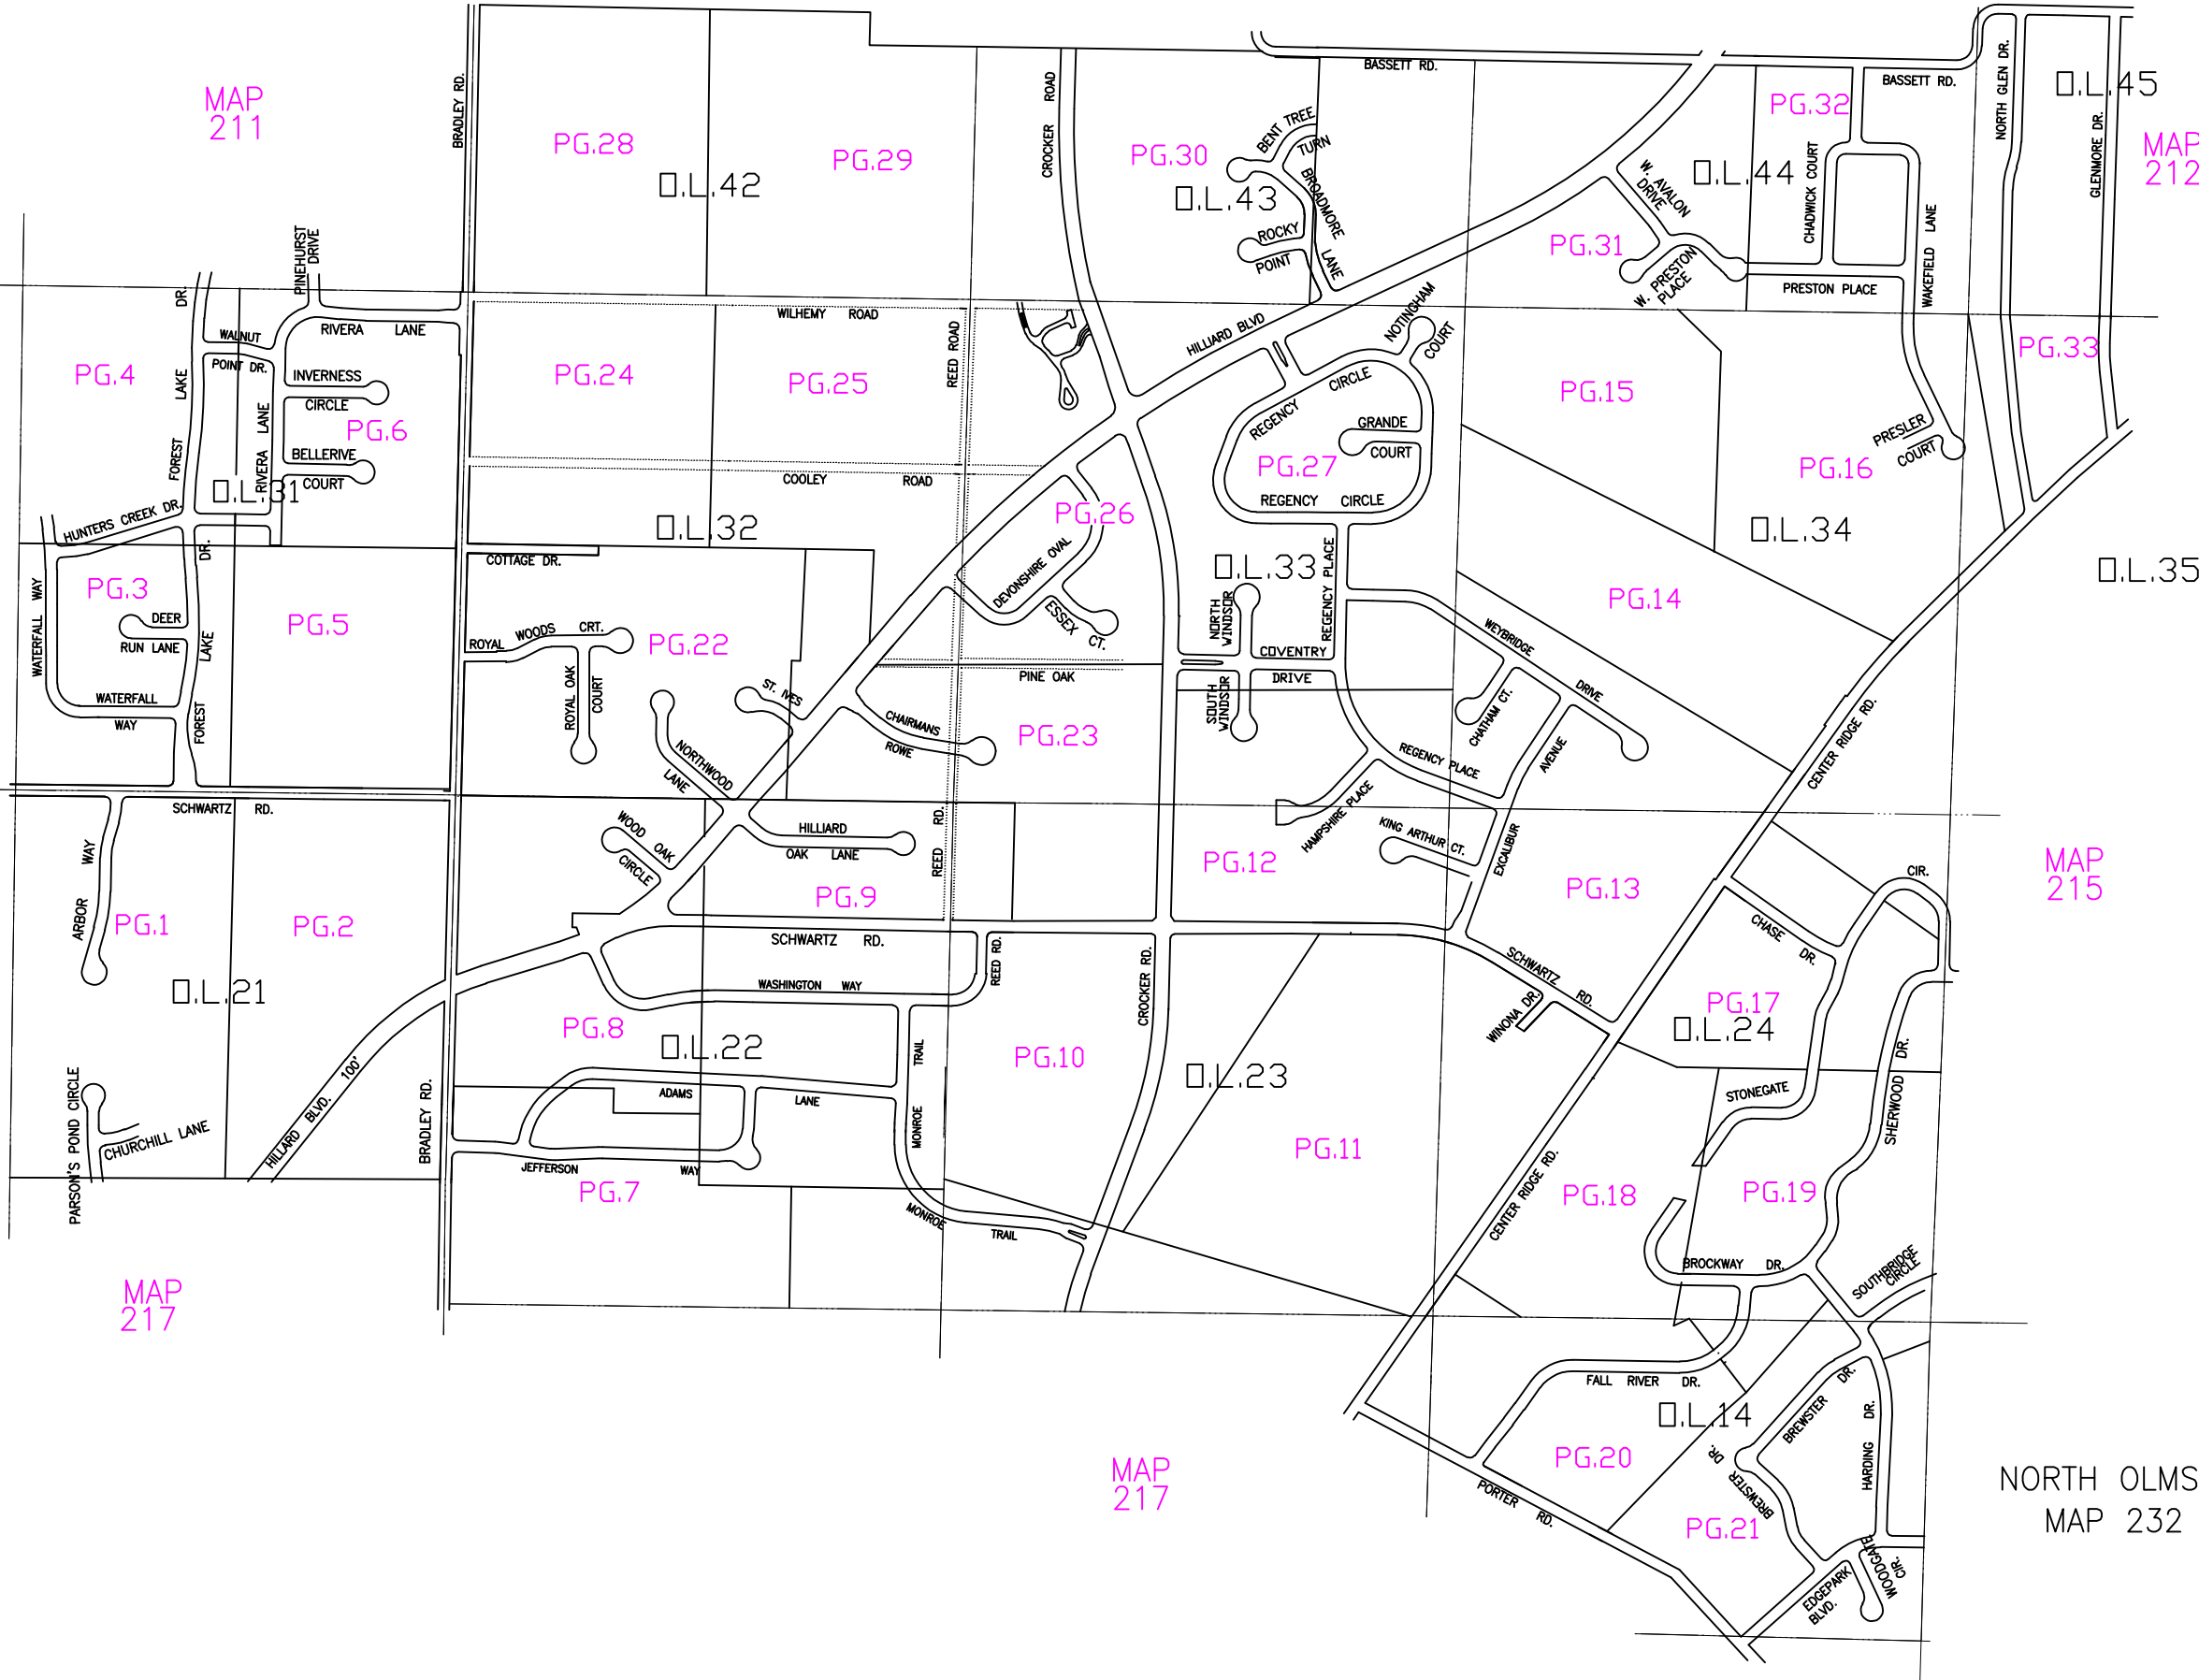 MAP
211
BRADLEY RD.
PG.28
O.L.42
PG.29
CROCKER ROAD
PG.30
O.L.43
BENT TREE
TURN
BROADMORE LANE
ROCKY
POINT
BASSETT RD.
PG.31
W. AVALON
DRIVE
O.L.44
W. PRESTON
PLACE
PG.32
BASSETT RD.
CHADWICK COURT
PRESTON PLACE
WAKEFIELD LANE
NORTH GLEN DR.
O.L.45
GLENMORE DR.
MAP
212
PINEHURST
DRIVE
FOREST LAKE DR.
WALNUT
POINT DR.
RIVERA LANE
PG.4
INVERNESS
CIRCLE
RIVERA LANE
PG.6
BELLERIVE
COURT
O.L.31
HUNTERS CREEK DR.
PG.24
WILHEMY ROAD
PG.25
REED ROAD
COOLEY ROAD
O.L.32
HILLIARD BLVD
NOTINGHAM
COURT
REGENCY CIRCLE
GRANDE
COURT
PG.27
REGENCY CIRCLE
PG.15
PRESLER
COURT
PG.16
PG.33
O.L.34
O.L.35
PG.26
DEVONSHIRE OVAL
ESSEX CT.
O.L.33
WATERFALL WAY
PG.3
DEER
RUN LANE
FOREST LAKE DR.
WATERFALL
WAY
PG.5
COTTAGE DR.
ROYAL WOODS CRT.
ROYAL OAK
COURT
PG.22
ST. IVES
CHAIRMANS
ROWE
NORTHWOOD
LANE
PINE OAK
PG.23
NORTH
WINDSOR
REGENCY PLACE
COVENTRY
DRIVE
SOUTH
WINDSOR
PG.14
WEYBRIDGE DRIVE
CHATHAM CT.
REGENCY PLACE
EXCALIBUR AVENUE
HAMPSHIRE PLACE
KING ARTHUR CT.
CENTER RIDGE RD.
SCHWARTZ RD.
ARBOR WAY
PG.1
PG.2
O.L.21
WOOD OAK
CIRCLE
HILLIARD
OAK LANE
REED RD.
PG.9
PG.12
PG.13
MAP
215
SCHWARTZ RD.
REED RD.
WASHINGTON WAY
CROCKER RD.
SCHWARTZ RD.
WINONA DR.
CHASE DR.
CIR.
PG.17
O.L.24
PG.8
O.L.22
PG.10
O.L.23
PARSON'S POND CIRCLE
CHURCHILL LANE
HILLARD BLVD. 100'
BRADLEY RD.
ADAMS LANE
MONROE TRAIL
JEFFERSON WAY
PG.7
MONROE TRAIL
PG.11
CENTER RIDGE RD.
STONEGATE
SHERWOOD DR.
PG.18
PG.19
BROCKWAY DR.
SOUTHBRIDGE
CIRCLE
MAP
217
MAP
217
FALL RIVER DR.
O.L.14
BREWSTER DR.
HARDING DR.
PG.20
BREWSTER DR.
PORTER RD.
PG.21
EDGEPARK
BLVD.
WOODGATE
CIR.
NORTH OLMS
MAP 232